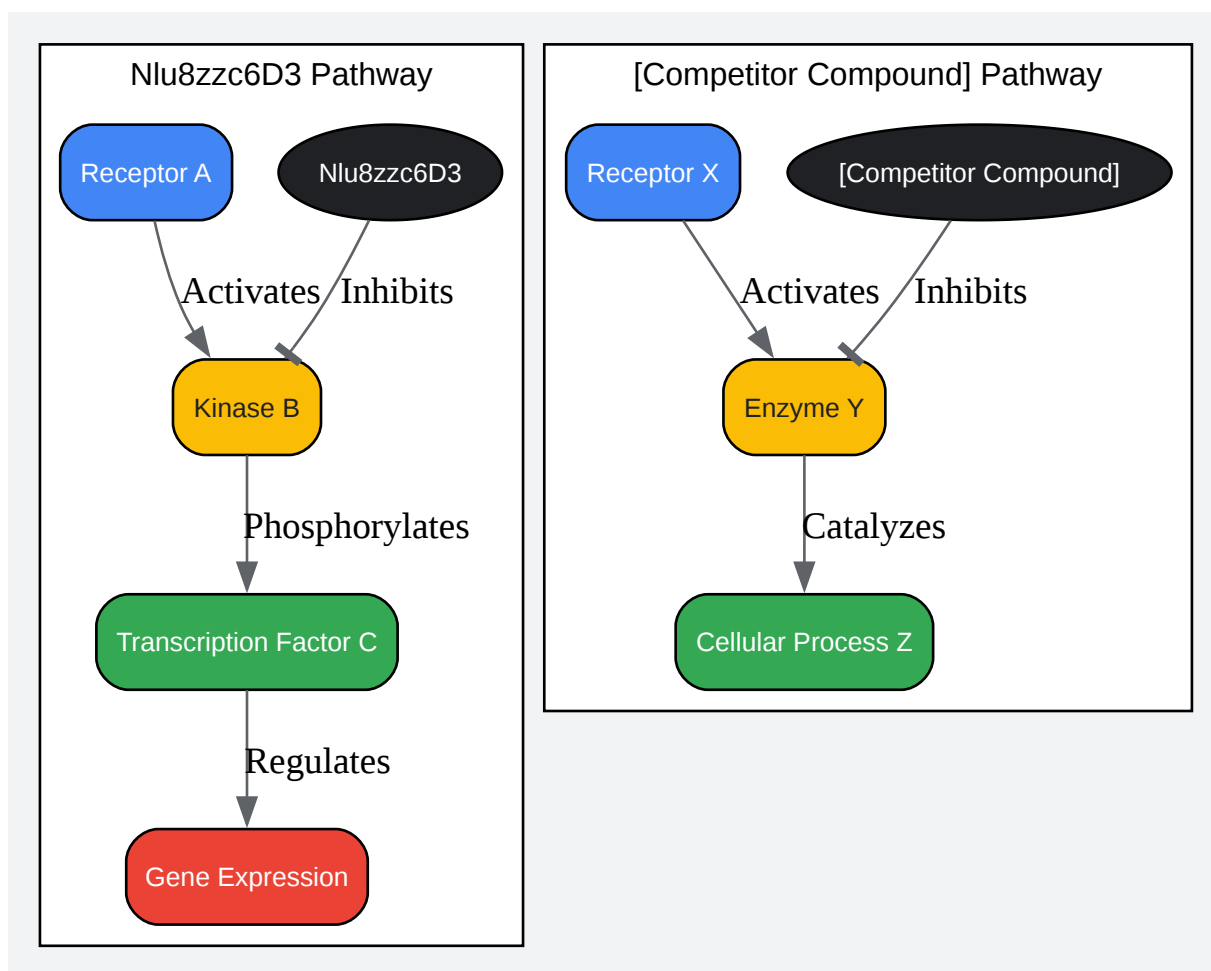 Nlu8zzc6D3 Pathway
Receptor A
Nlu8zzc6D3
Activates
Inhibits
Kinase B
Phosphorylates
Transcription Factor C
Regulates
Gene Expression
[Competitor Compound] Pathway
Receptor X
[Competitor Compound]
Activates
Inhibits
Enzyme Y
Catalyzes
Cellular Process Z